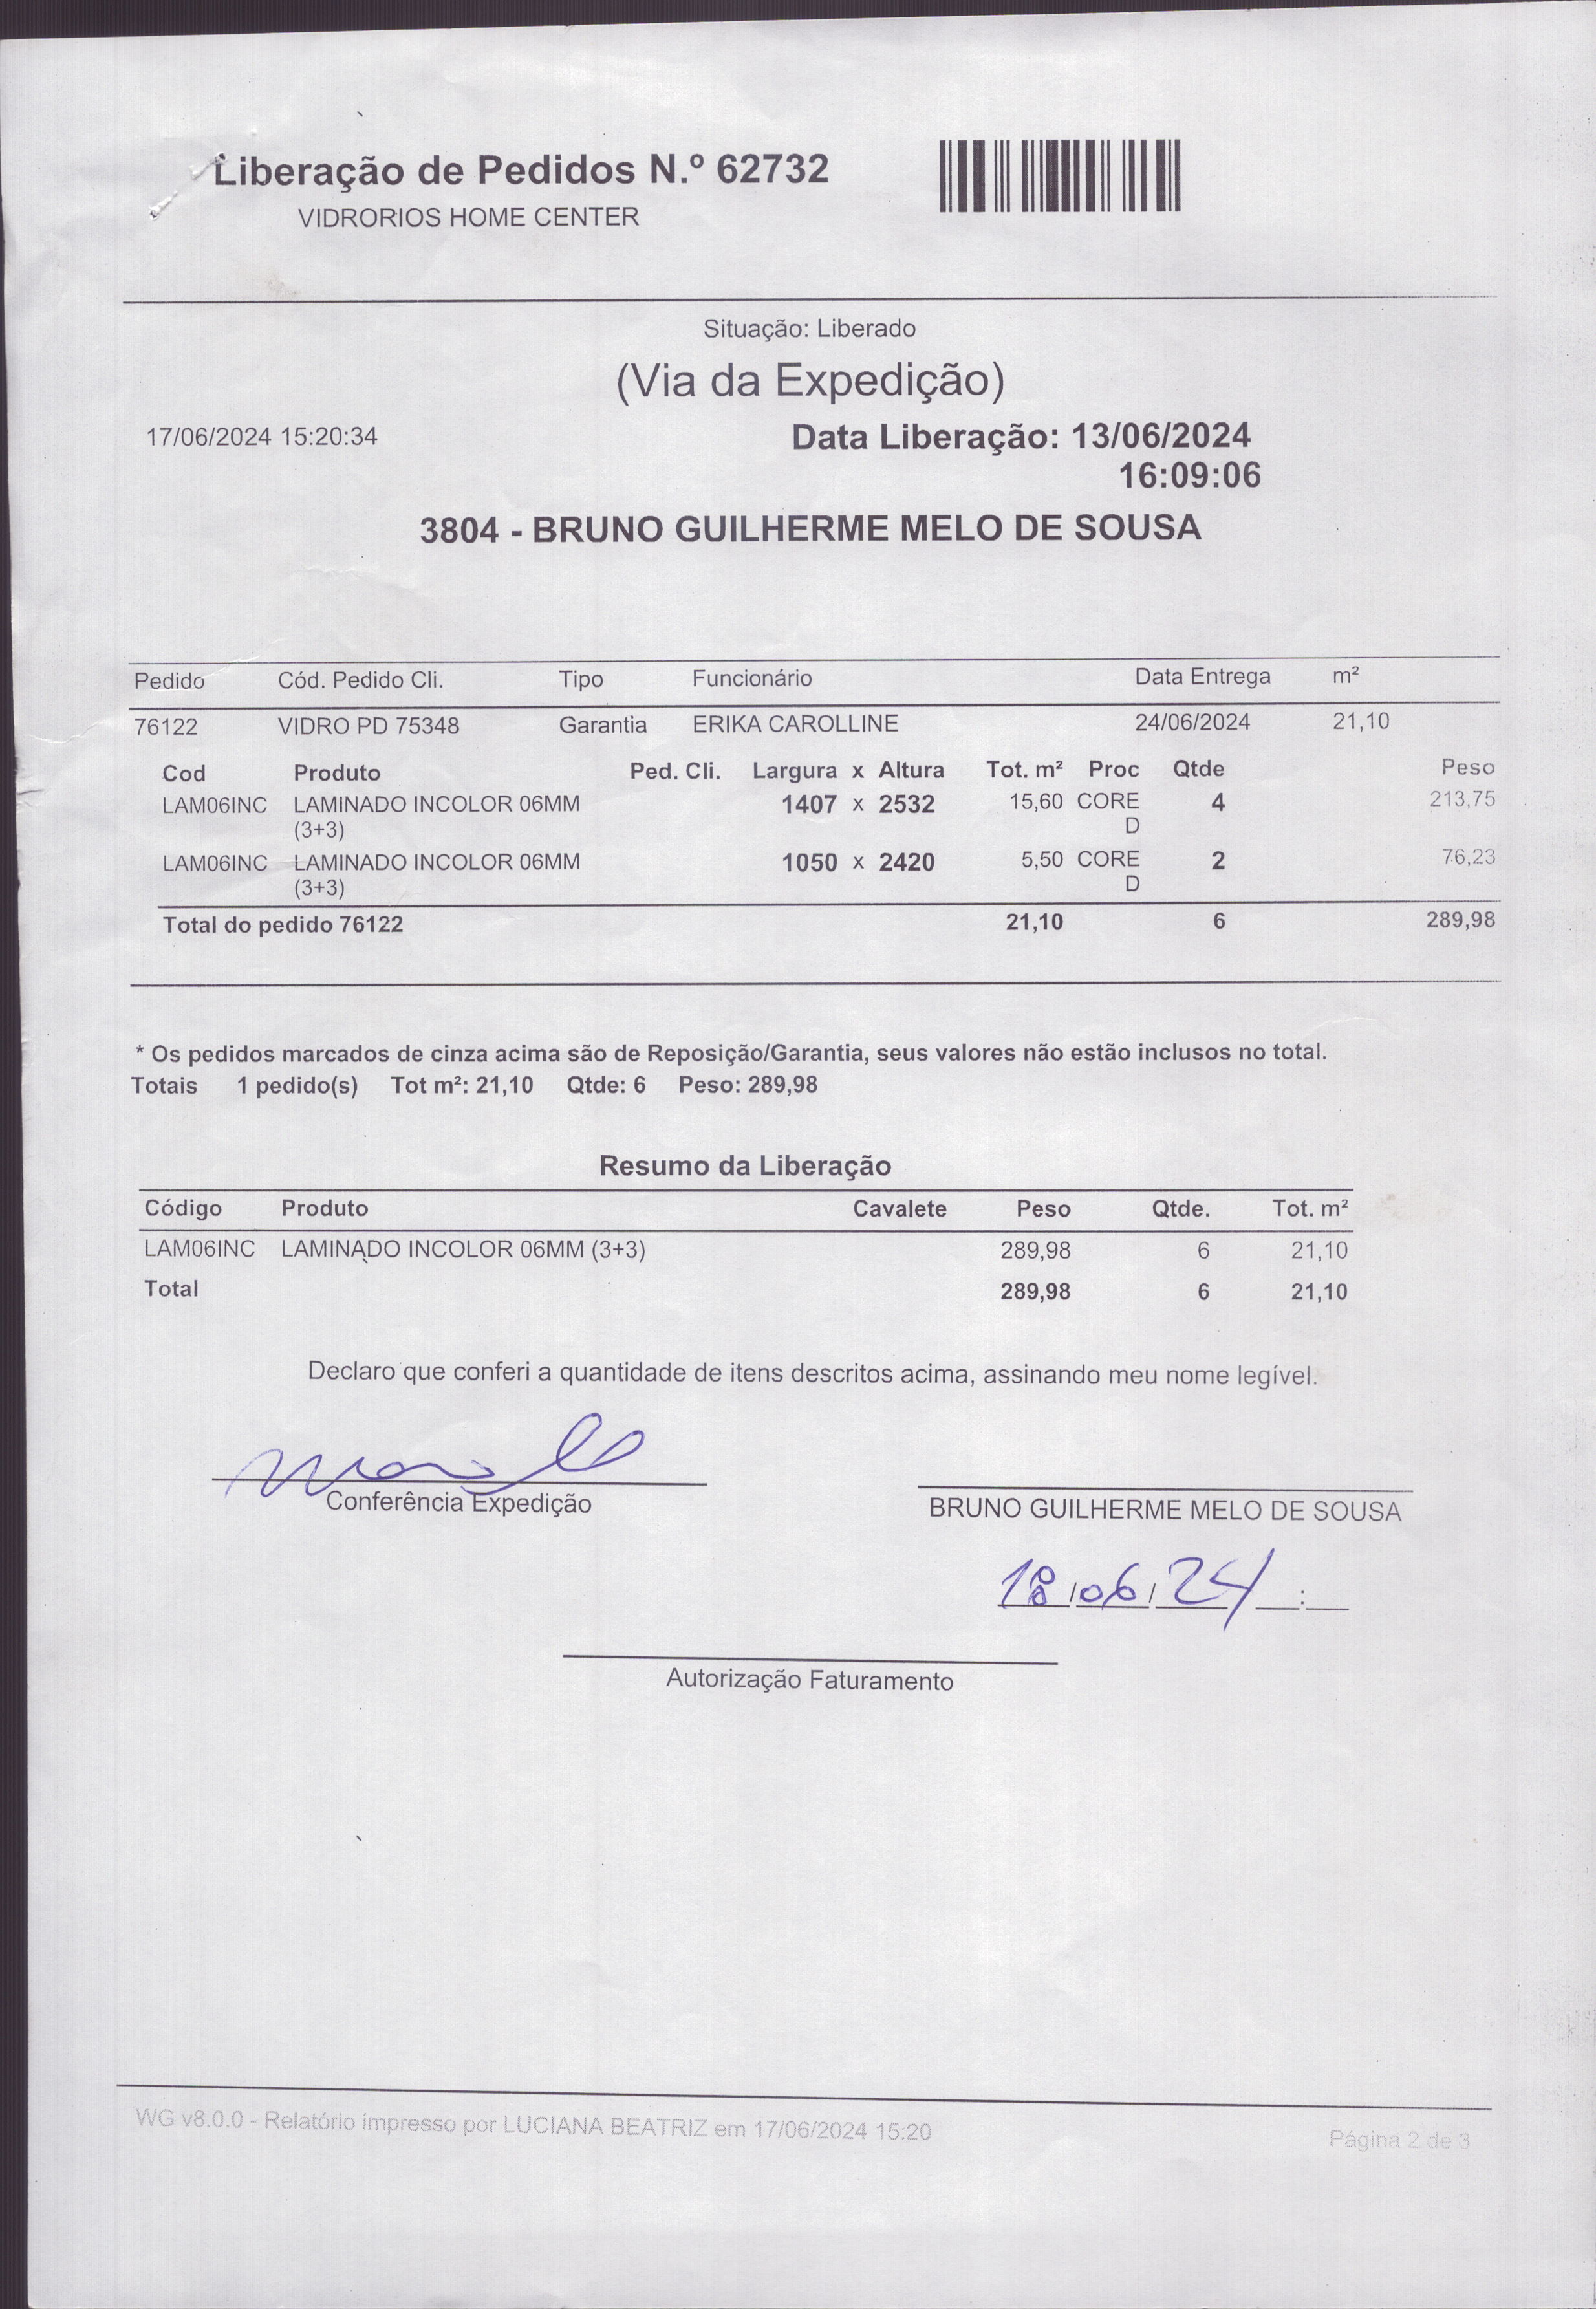 Liberação de Pedidos N.º 62732
VIDRORIOS HOME CENTER
Situação: Liberado
(Via da Expedição)
17/06/2024 15:20:34
Data Liberação: 13/06/2024
16:09:06
3804 - BRUNO GUILHERME MELO DE SOUSA
Pedido Cód. Pedido Cli. Tipo Funcionário Data Entrega m²
76122 VIDRO PD 75348 Garantia ERIKA CAROLLINE 24/06/2024 21,10
Cod Produto Ped. Cli. Largura x Altura Tot. m² Proc Qtde Peso
LAM06INC LAMINADO INCOLOR 06MM 1407 x 2532 15,60 CORE 4 213,75
(3+3) D
LAM06INC LAMINADO INCOLOR 06MM 1050 x 2420 5,50 CORE 2 76,23
(3+3) D
Total do pedido 76122 21,10 6 289,98
* Os pedidos marcados de cinza acima são de Reposição/Garantia, seus valores não estão inclusos no total.
Totais 1 pedido(s) Tot m²: 21,10 Qtde: 6 Peso: 289,98
Resumo da Liberação
Código Produto Cavalete Peso Qtde. Tot. m²
LAM06INC LAMINADO INCOLOR 06MM (3+3) 289,98 6 21,10
Total 289,98 6 21,10
Declaro que conferi a quantidade de itens descritos acima, assinando meu nome legível.
Conferência Expedição
BRUNO GUILHERME MELO DE SOUSA
18/06/24 __:__
Autorização Faturamento
WG v8.0.0 - Relatório impresso por LUCIANA BEATRIZ em 17/06/2024 15:20
Página 2 de 3